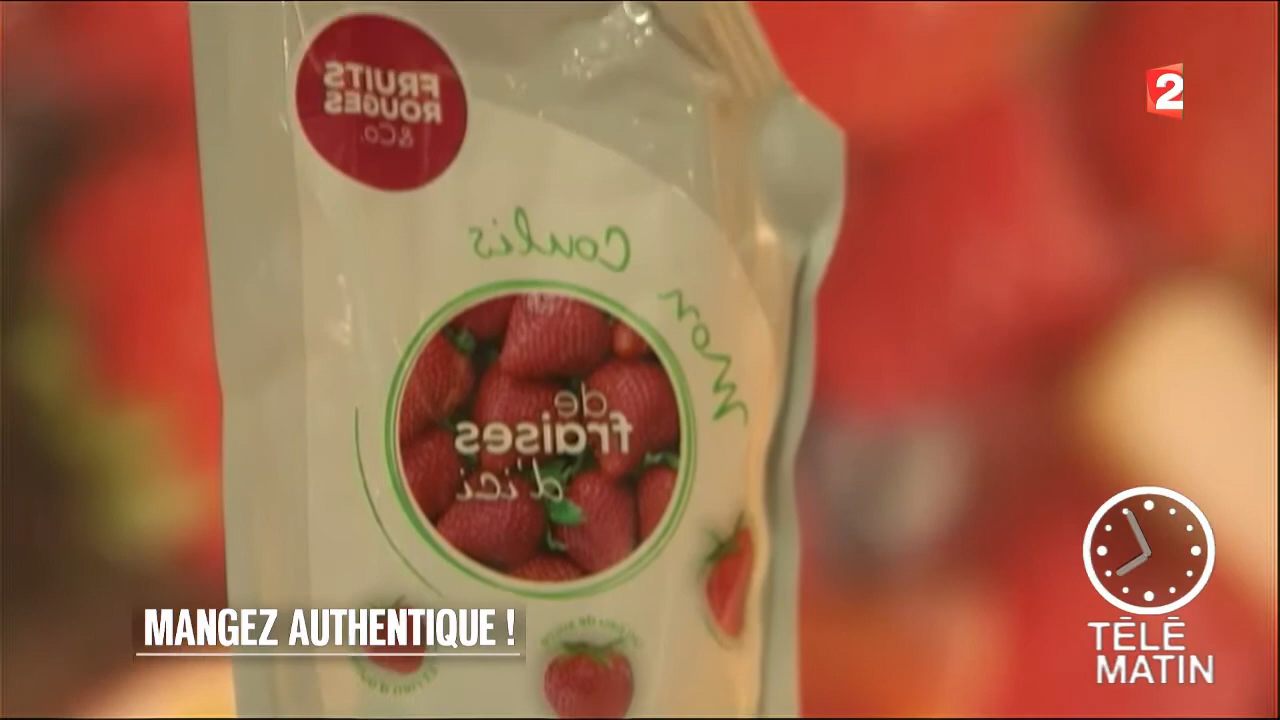 FRUITS
ROUGES
&Co.
2
Mon Coulis
de
fraises
d'ici
MANGEZ AUTHENTIQUE !
TÉLÉ
MATIN